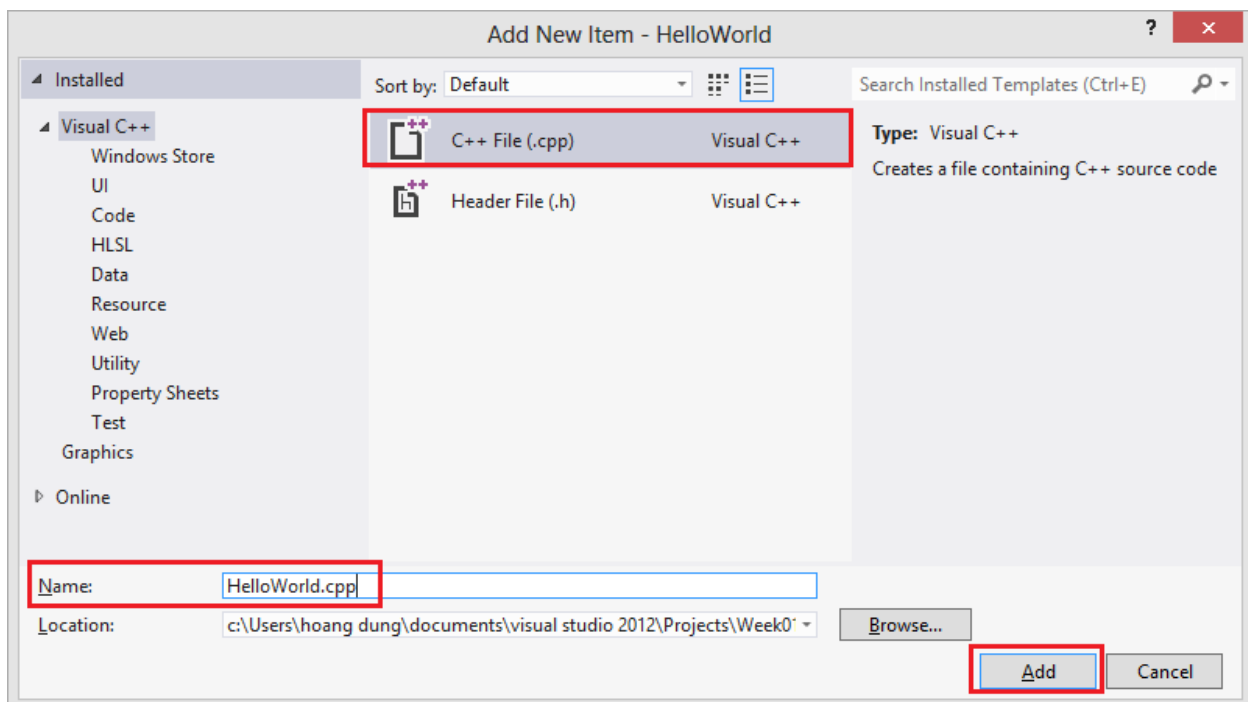 Add New Item - HelloWorld
?
Installed
Sort by: Default
Search Installed Templates (Ctrl+E)
Visual C++
Windows Store
UI
Code
HLSL
Data
Resource
Web
Utility
Property Sheets
Test
Graphics
Online
C++ File (.cpp) Visual C++
Header File (.h) Visual C++
Type: Visual C++
Creates a file containing C++ source code
Name: HelloWorld.cpp
Location: c:\Users\hoang dung\documents\visual studio 2012\Projects\
Browse...
Add Cancel